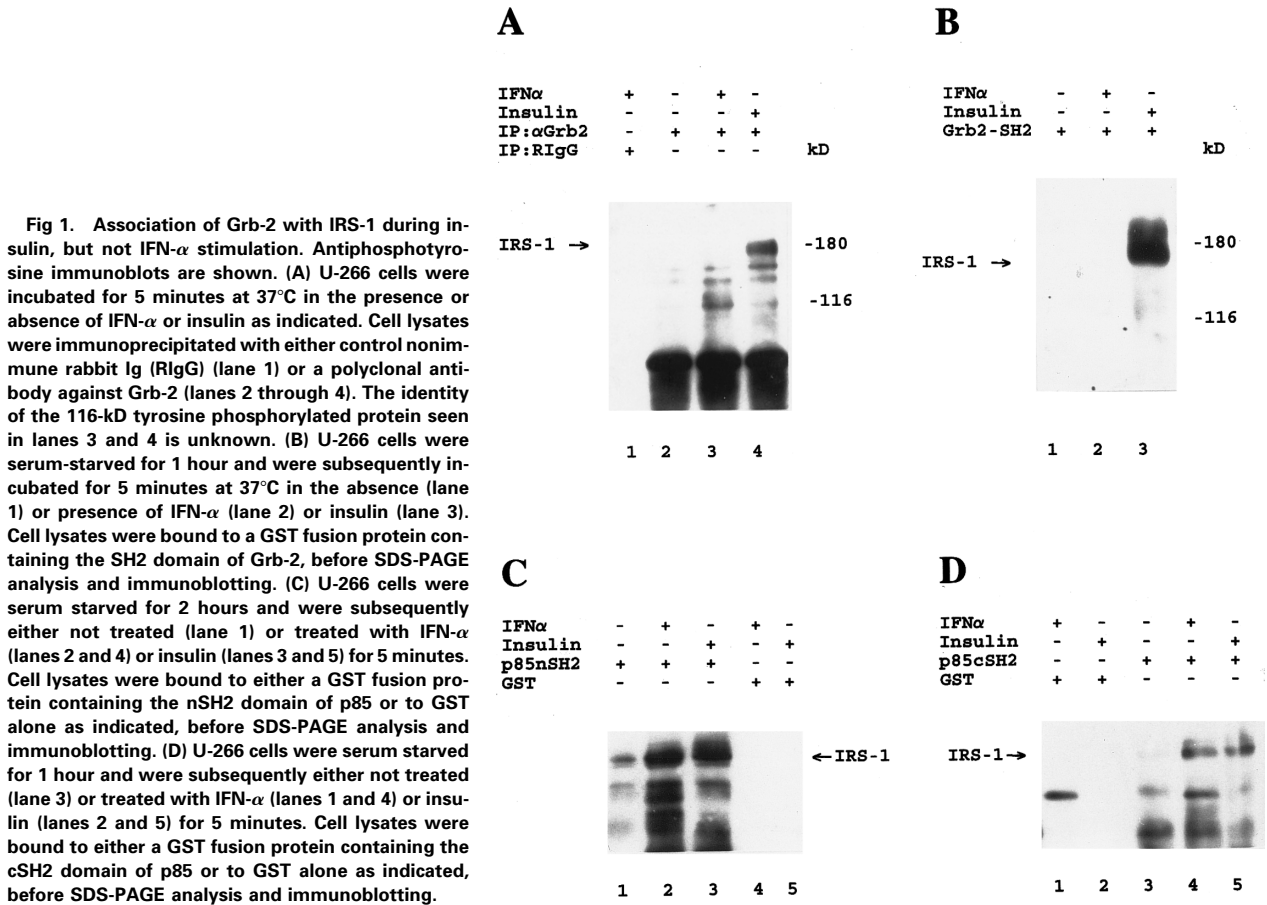 Fig 1. Association of Grb-2 with IRS-1 during in-
sulin, but not IFN-α stimulation. Antiphosphotyro-
sine immunoblots are shown. (A) U-266 cells were
incubated for 5 minutes at 37°C in the presence or
absence of IFN-α or insulin as indicated. Cell lysates
were immunoprecipitated with either control nonim-
mune rabbit Ig (RIgG) (lane 1) or a polyclonal anti-
body against Grb-2 (lanes 2 through 4). The identity
of the 116-kD tyrosine phosphorylated protein seen
in lanes 3 and 4 is unknown. (B) U-266 cells were
serum-starved for 1 hour and were subsequently in-
cubated for 5 minutes at 37°C in the absence (lane
1) or presence of IFN-α (lane 2) or insulin (lane 3).
Cell lysates were bound to a GST fusion protein con-
taining the SH2 domain of Grb-2, before SDS-PAGE
analysis and immunoblotting. (C) U-266 cells were
serum starved for 2 hours and were subsequently
either not treated (lane 1) or treated with IFN-α
(lanes 2 and 4) or insulin (lanes 3 and 5) for 5 minutes.
Cell lysates were bound to either a GST fusion pro-
tein containing the nSH2 domain of p85 or to GST
alone as indicated, before SDS-PAGE analysis and
immunoblotting. (D) U-266 cells were serum starved
for 1 hour and were subsequently either not treated
(lane 3) or treated with IFN-α (lanes 1 and 4) or insu-
lin (lanes 2 and 5) for 5 minutes. Cell lysates were
bound to either a GST fusion protein containing the
cSH2 domain of p85 or to GST alone as indicated,
before SDS-PAGE analysis and immunoblotting.
A
IFNα + - + -
Insulin - - - +
IP:αGrb2 - + + +
IP:RIgG + - - - kD
IRS-1 → -180
-116
1 2 3 4
B
IFNα - + -
Insulin - - +
Grb2-SH2 + + +
kD
-180
IRS-1 →
-116
1 2 3
C
IFNα - + - + -
Insulin - - + - +
p85nSH2 + + + - -
GST - - - + +
←IRS-1
1 2 3 4 5
D
IFNα + - - + -
Insulin - + - - +
p85cSH2 - - + + +
GST + + - - -
IRS-1→
1 2 3 4 5